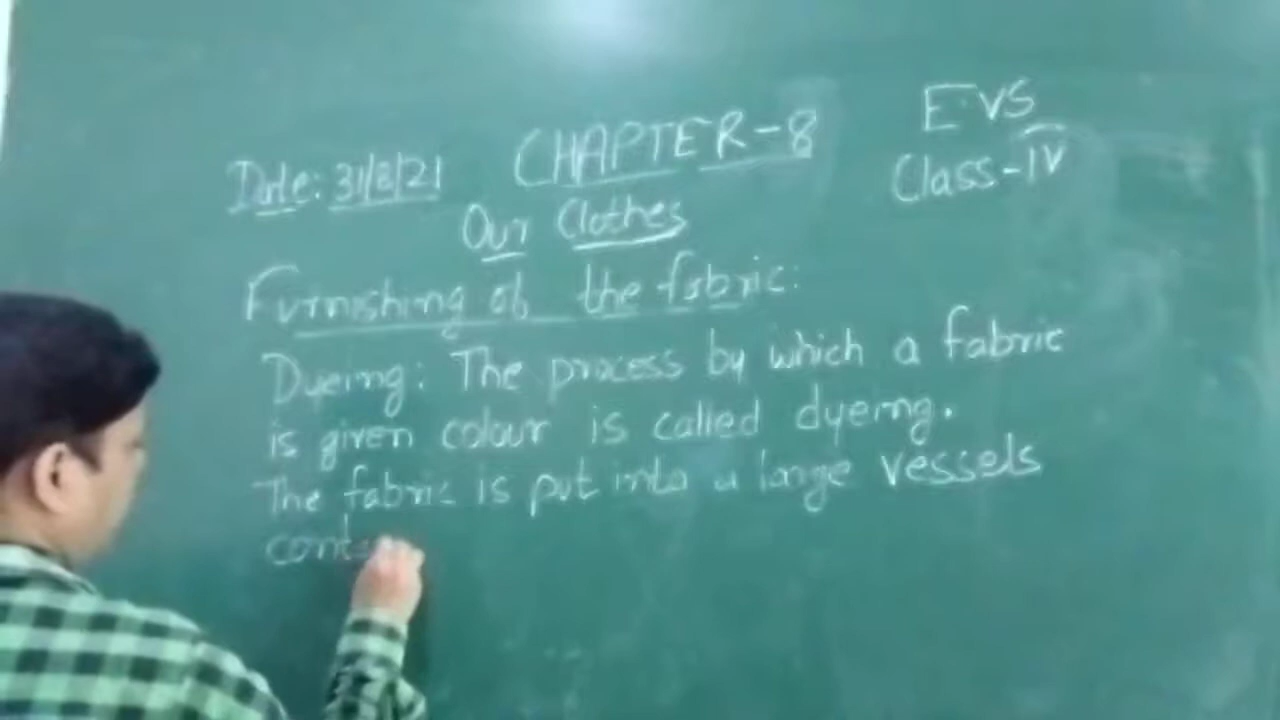 EVS
Date: 31/8/21 CHAPTER-8
Class-IV
Our Clothes
Furnishing of the fabric:
Dyeing: The process by which a fabric
is given colour is called dyeing.
The fabric is put into a large vessels